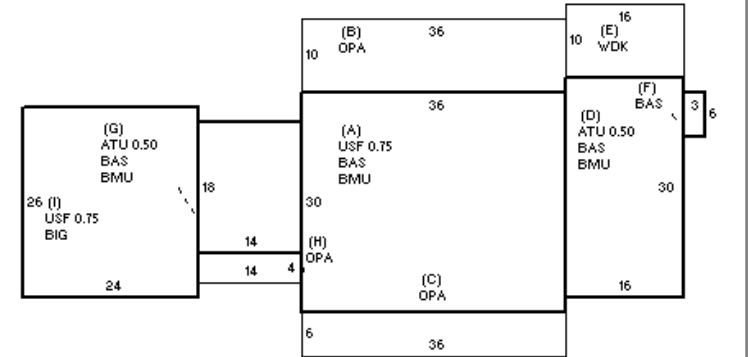 16
(B)
OPA
36
10
(E)
WDK
10
36
(F)
BAS
3
6
(G)
ATU 0.50
BAS
BMU
(A)
USF 0.75
BAS
BMU
(D)
ATU 0.50
BAS
BMU
18
30
26 (I)
USF 0.75
BIG
30
14
(H)
OPA
14
4
(C)
OPA
24
16
6
36